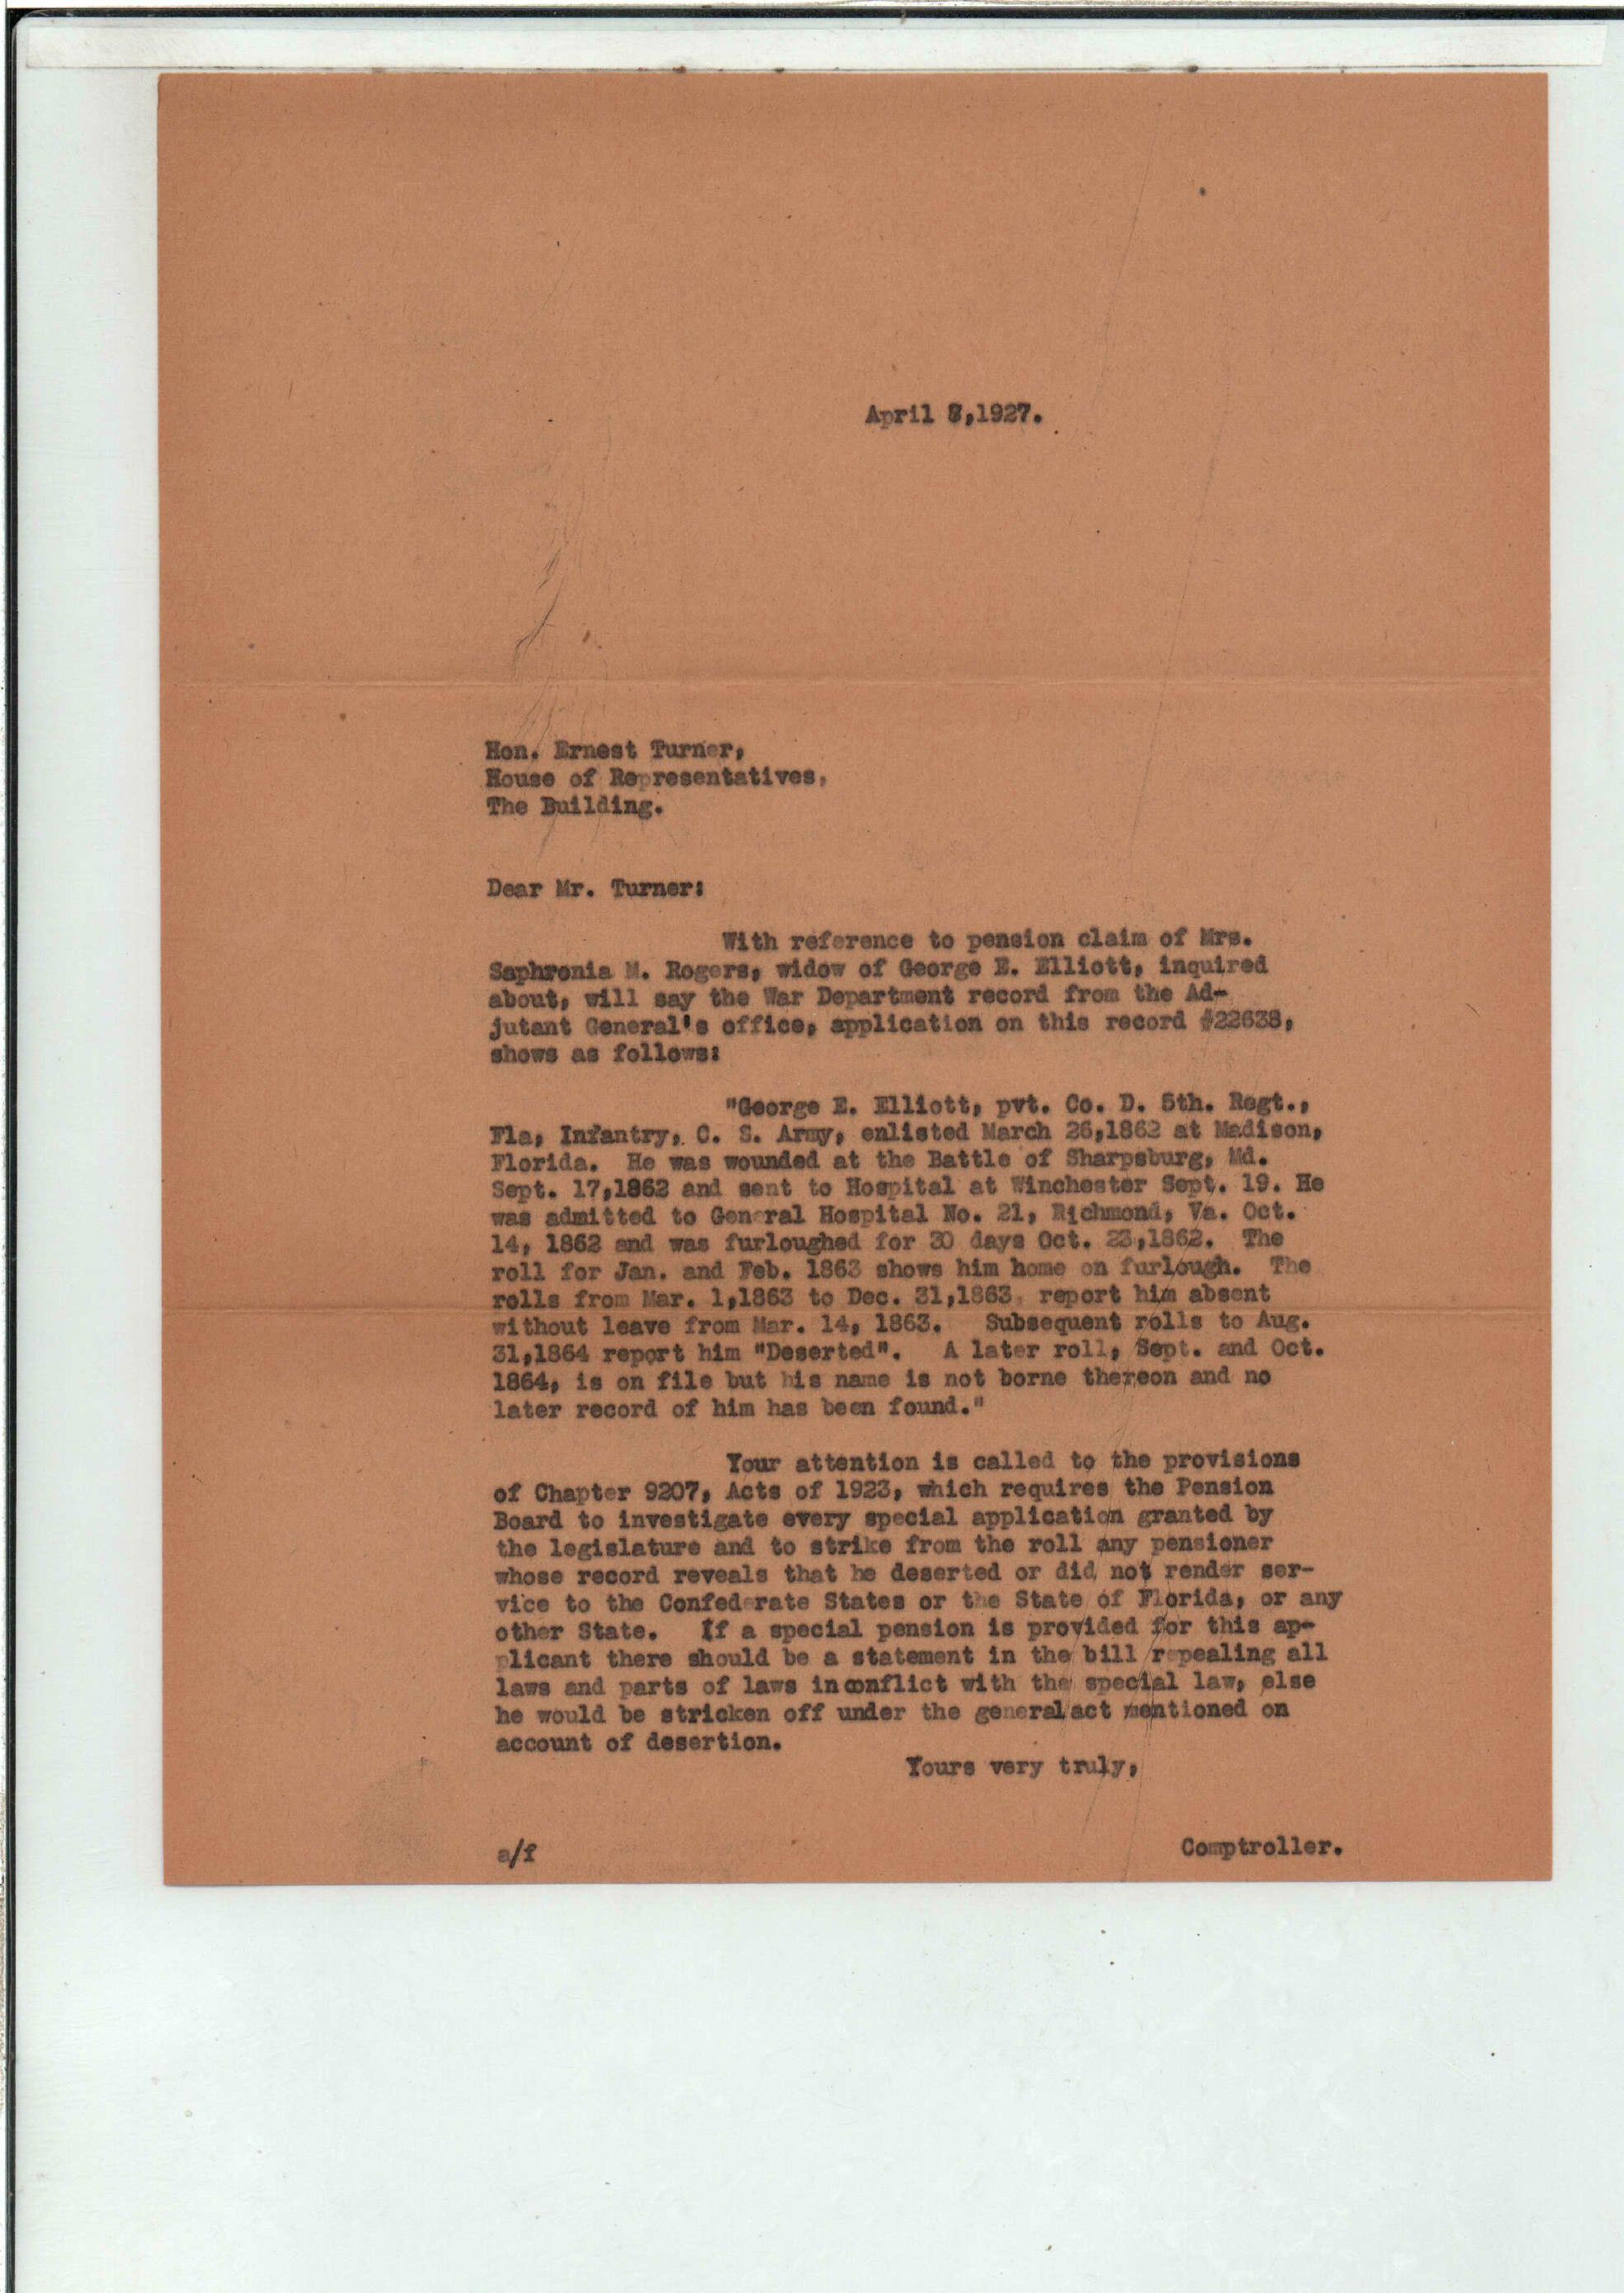 April 8,1927.
Hon. Ernest Turner,
House of Representatives,
The Building.
Dear Mr. Turner:
With reference to pension claim of Mrs.
Saphronia M. Rogers, widow of George E. Elliott, inquired
about, will say the War Department record from the Ad-
jutant General's office, application on this record #22638,
shows as follows:
"George E. Elliott, pvt. Co. D. 5th. Regt.,
Fla, Infantry, C. S. Army, enlisted March 26,1862 at Madison,
Florida. He was wounded at the Battle of Sharpsburg, Md.
Sept. 17,1862 and sent to Hospital at Winchester Sept. 19. He
was admitted to General Hospital No. 21, Richmond, Va. Oct.
14, 1862 and was furloughed for 30 days Oct. 23,1862. The
roll for Jan. and Feb. 1863 shows him home on furlough. The
rolls from Mar. 1,1863 to Dec. 31,1863, report him absent
without leave from Mar. 14, 1863. Subsequent rolls to Aug.
31,1864 report him "Deserted". A later roll, Sept. and Oct.
1864, is on file but his name is not borne thereon and no
later record of him has been found."
Your attention is called to the provisions
of Chapter 9207, Acts of 1923, which requires the Pension
Board to investigate every special application granted by
the legislature and to strike from the roll any pensioner
whose record reveals that he deserted or did not render ser-
vice to the Confederate States or the State of Florida, or any
other State. If a special pension is provided for this ap-
plicant there should be a statement in the bill repealing all
laws and parts of laws inconflict with the special law, else
he would be stricken off under the general act mentioned on
account of desertion.
Yours very truly,
a/f Comptroller.